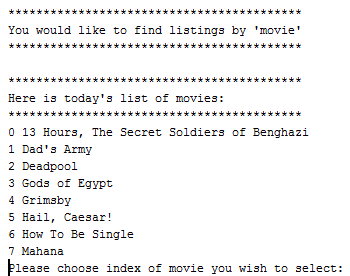 ******************************************
You would like to find listings by 'movie'
******************************************

******************************************
Here is today's list of movies:
******************************************
0 13 Hours, The Secret Soldiers of Benghazi
1 Dad's Army
2 Deadpool
3 Gods of Egypt
4 Grimsby
5 Hail, Caesar!
6 How To Be Single
7 Mahana
Please choose index of movie you wish to select: